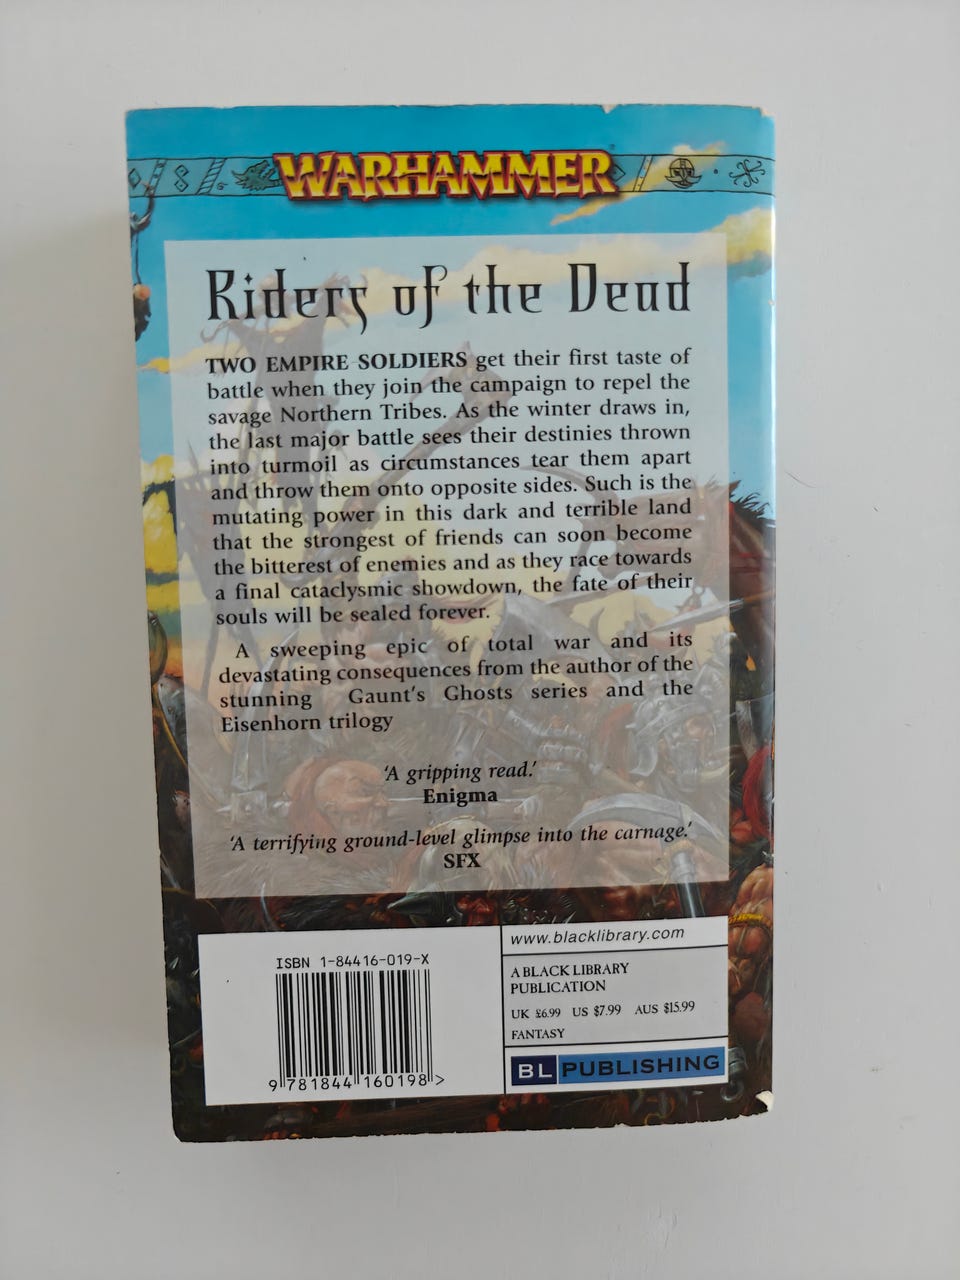 WARHAMMER
Riders of the Dead
TWO EMPIRE SOLDIERS get their first taste of
battle when they join the campaign to repel the
savage Northern Tribes. As the winter draws in,
the last major battle sees their destinies thrown
into turmoil as circumstances tear them apart
and throw them onto opposite sides. Such is the
mutating power in this dark and terrible land
that the strongest of friends can soon become
the bitterest of enemies and as they race towards
a final cataclysmic showdown, the fate of their
souls will be sealed forever.
A sweeping epic of total war and its
devastating consequences from the author of the
stunning Gaunt's Ghosts series and the
Eisenhorn trilogy
'A gripping read.'
Enigma
'A terrifying ground-level glimpse into the carnage.'
SFX
ISBN 1-84416-019-X
9 781844 160198 >
www.blacklibrary.com
A BLACK LIBRARY
PUBLICATION
UK £6.99 US $7.99 AUS $15.99
FANTASY
BL PUBLISHING